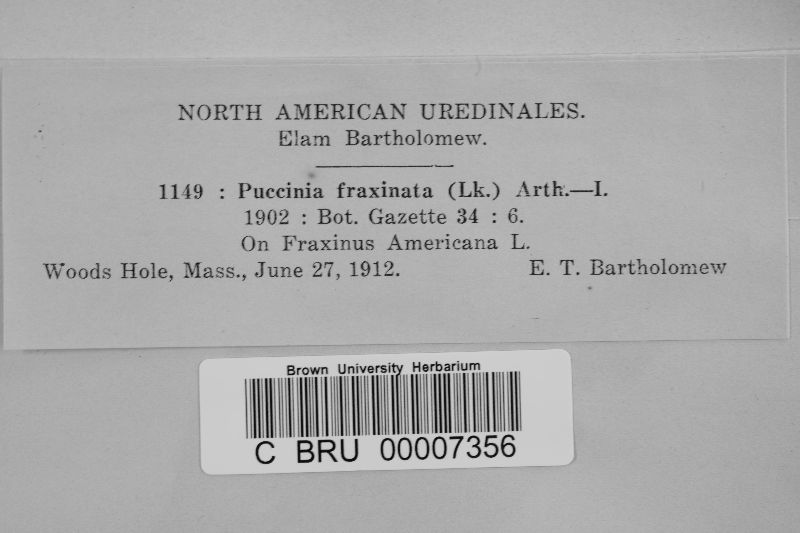 NORTH AMERICAN UREDINALES.
Elam Bartholomew.
1149 : Puccinia fraxinata (Lk.) Arth.—I.
1902 : Bot. Gazette 34 : 6.
On Fraxinus Americana L.
Woods Hole, Mass., June 27, 1912. E. T. Bartholomew
Brown University Herbarium
C BRU 00007356